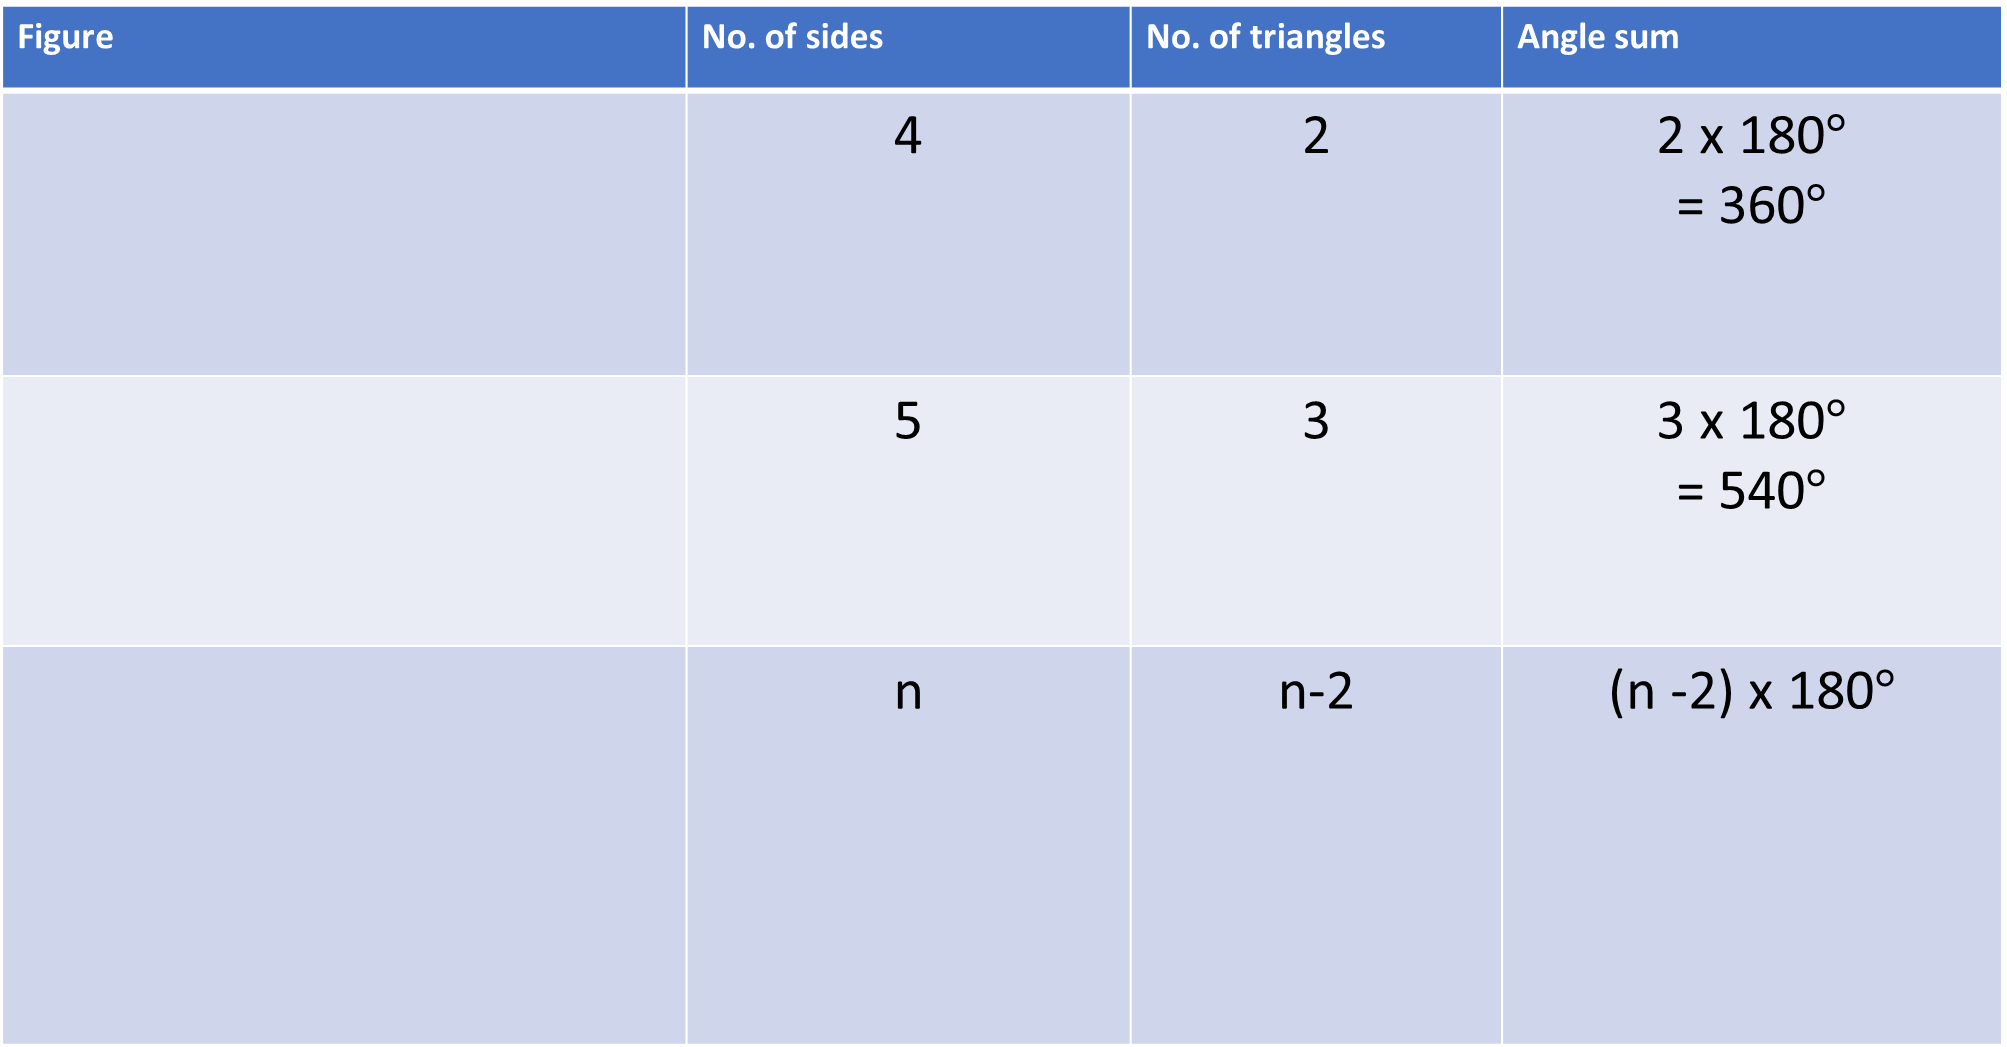 Figure No. of sides No. of triangles Angle sum
4 2 2 x 180°
= 360°
5 3 3 x 180°
= 540°
n n-2 (n -2) x 180°